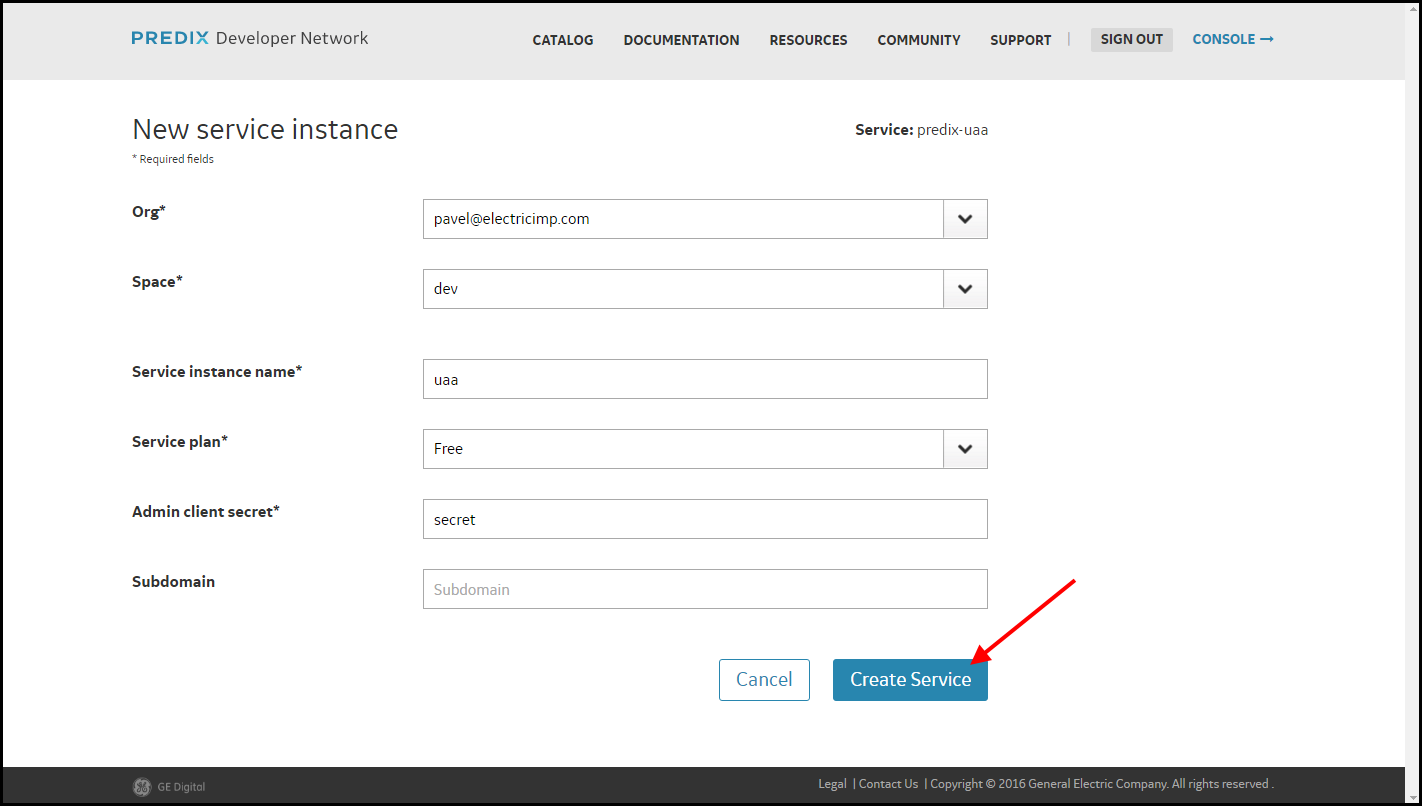 PREDIX Developer Network CATALOG DOCUMENTATION RESOURCES COMMUNITY SUPPORT | SIGN OUT CONSOLE →
New service instance Service: predix-uaa
* Required fields
Org* pavel@electricimp.com
Space* dev
Service instance name* uaa
Service plan* Free
Admin client secret* secret
Subdomain Subdomain
Cancel Create Service
GE Digital Legal | Contact Us | Copyright © 2016 General Electric Company. All rights reserved .